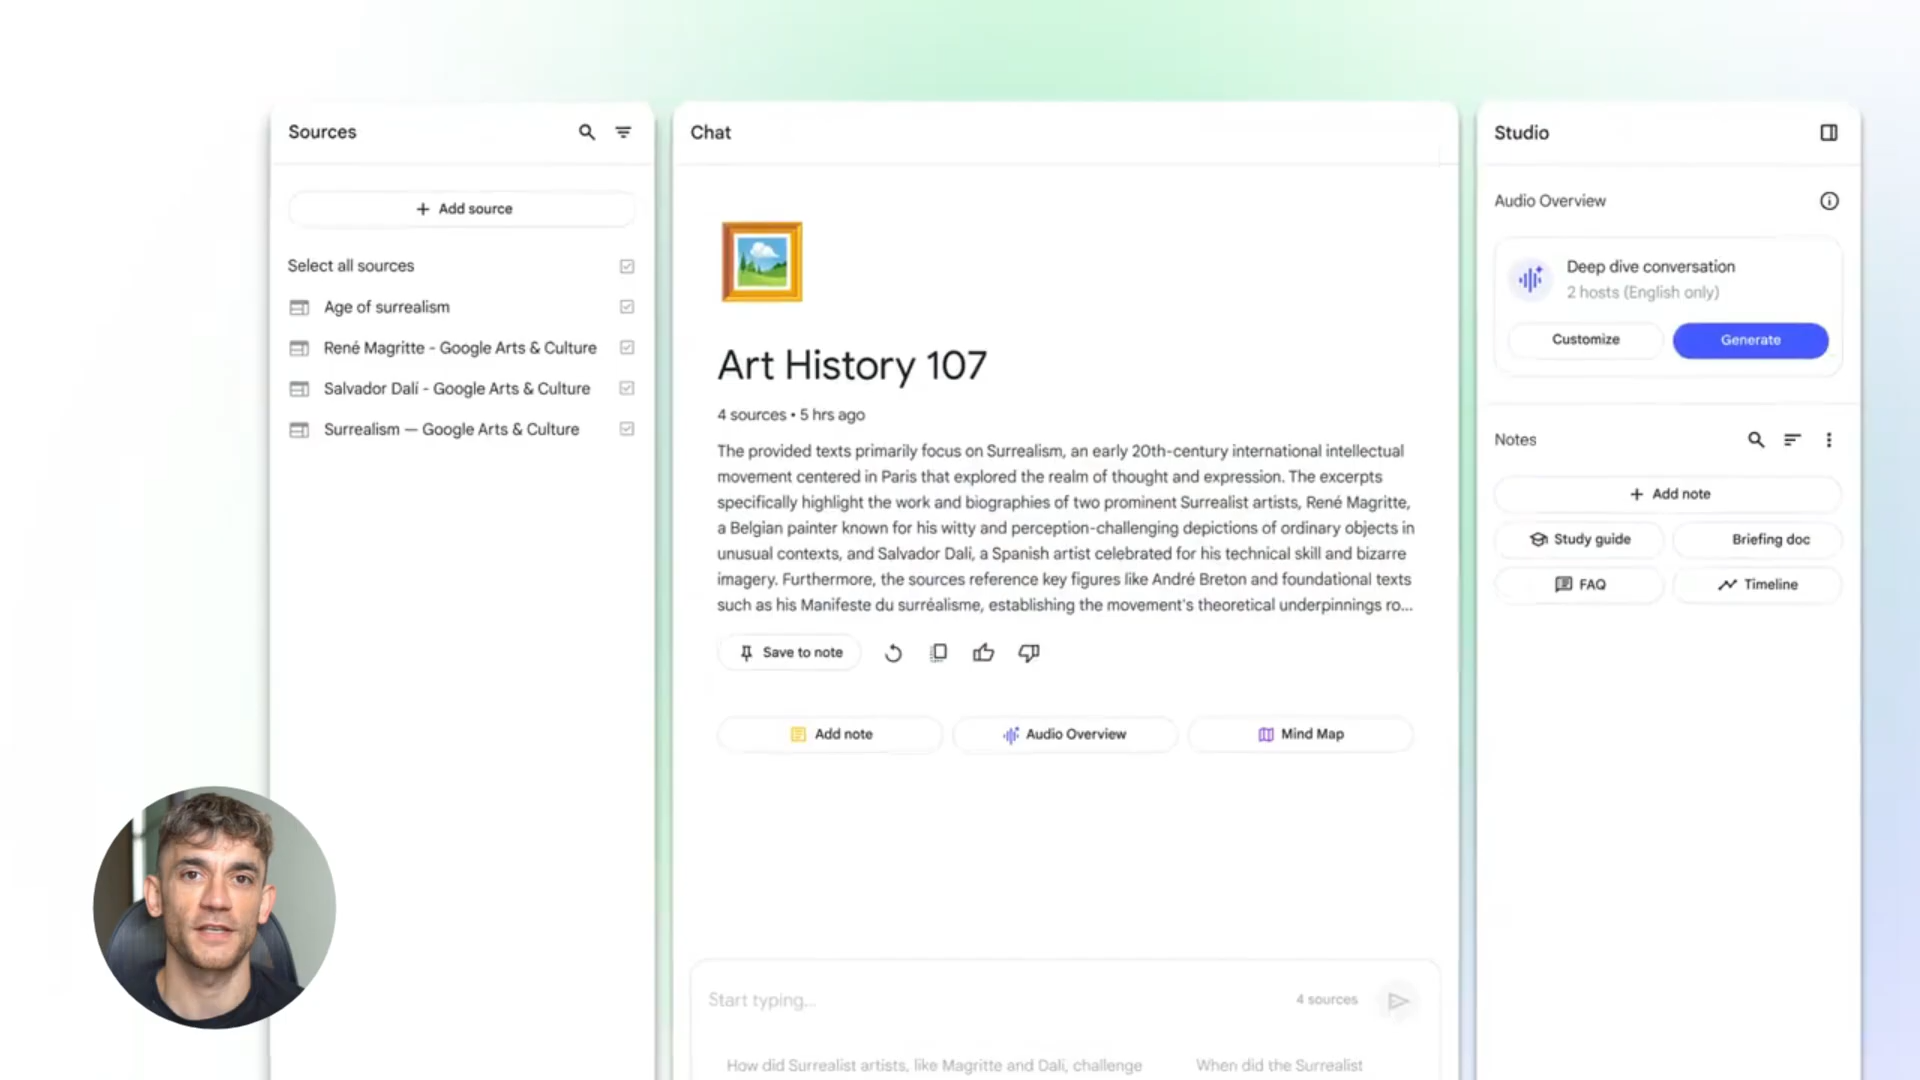 Sources
Add source
Select all sources
Age of surrealism
René Magritte - Google Arts & Culture
Salvador Dalí - Google Arts & Culture
Surrealism — Google Arts & Culture
Chat
Art History 107
4 sources • 5 hrs ago
The provided texts primarily focus on Surrealism, an early 20th-century international intellectual
movement centered in Paris that explored the realm of thought and expression. The excerpts
specifically highlight the work and biographies of two prominent Surrealist artists, René Magritte,
a Belgian painter known for his witty and perception-challenging depictions of ordinary objects in
unusual contexts, and Salvador Dalí, a Spanish artist celebrated for his technical skill and bizarre
imagery. Furthermore, the sources reference key figures like André Breton and foundational texts
such as his Manifeste du surréalisme, establishing the movement's theoretical underpinnings ro...
Save to note
Add note
Audio Overview
Mind Map
Start typing...
4 sources
How did Surrealist artists, like Magritte and Dalí, challenge
When did the Surrealist
Studio
Audio Overview
Deep dive conversation
2 hosts (English only)
Customize
Generate
Notes
Add note
Study guide
Briefing doc
FAQ
Timeline